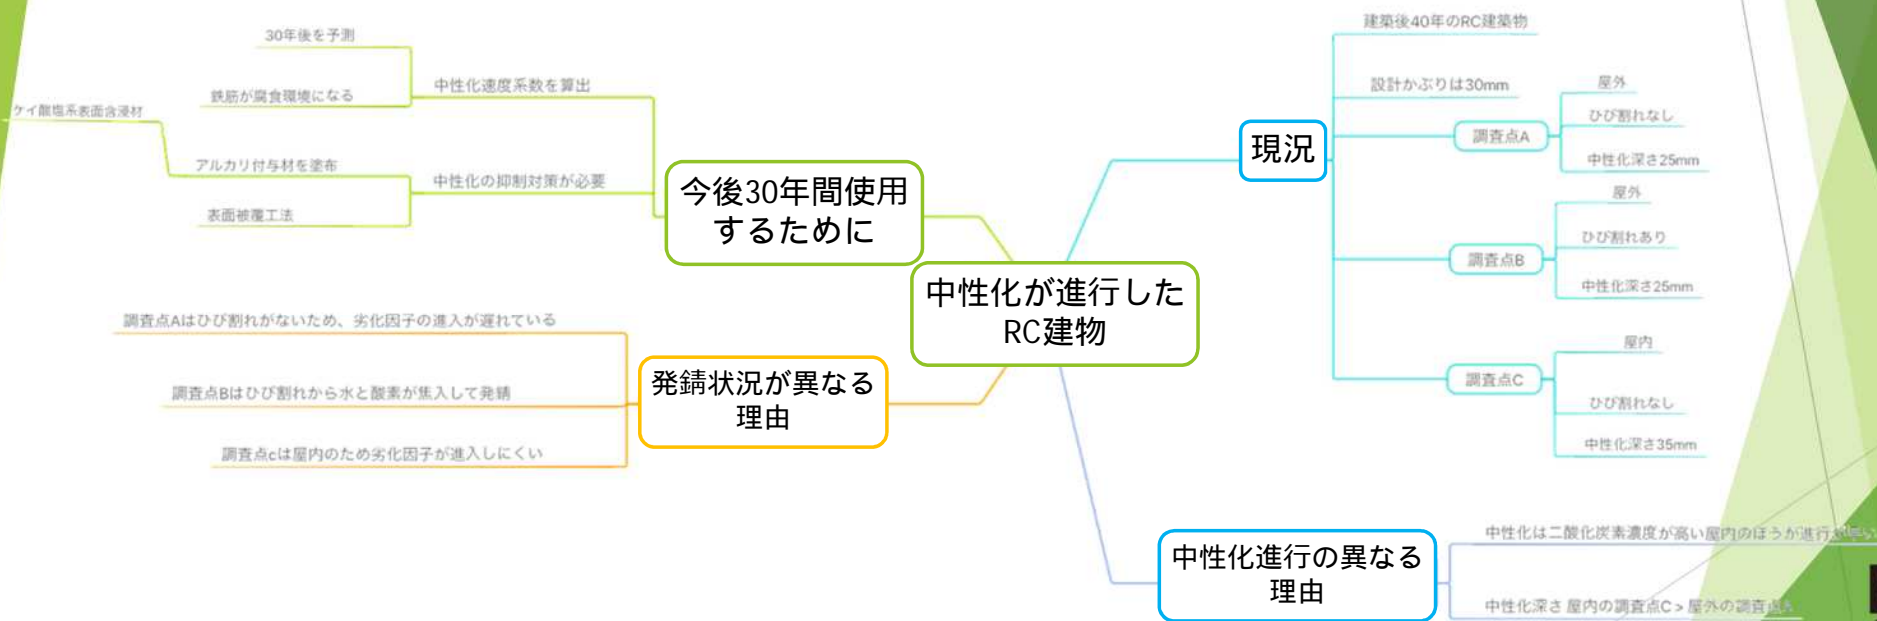 中性化が進行した
RC建物
現況
建築後40年のRC建築物
設計かぶりは30mm
調査点A
屋外
ひび割れなし
中性化深さ25mm
調査点B
屋外
ひび割れあり
中性化深さ25mm
調査点C
屋内
ひび割れなし
中性化深さ35mm
中性化進行の異なる
理由
中性化は二酸化炭素濃度が高い屋内のほうが進行が早い
中性化深さ 屋内の調査点C > 屋外の調査点
今後30年間使用
するために
中性化速度系数を算出
30年後を予測
鉄筋が腐食環境になる
中性化の抑制対策が必要
アルカリ付与材を塗布
ケイ酸塩系表面含浸材
表面被覆工法
発錆状況が異なる
理由
調査点Aはひび割れがないため、劣化因子の進入が遅れている
調査点Bはひび割れから水と酸素が焦入して発錆
調査点cは屋内のため劣化因子が進入しにくい